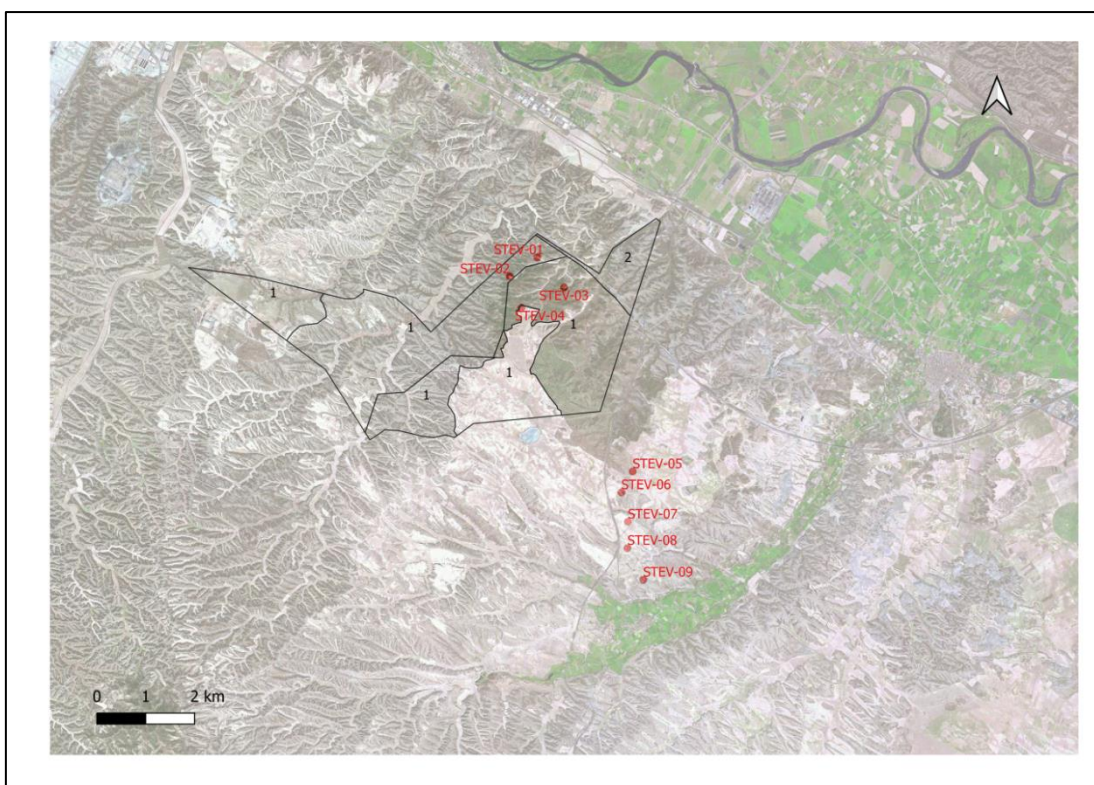 STEV-01
2
STEV-02
1
STEV-03
STEV-04
1
1
1
1
STEV-05
STEV-06
STEV-07
STEV-08
STEV-09
0 1 2 km